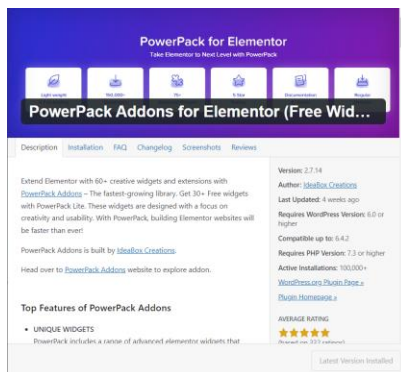 PowerPack for Elementor
Take Elementor to Next Level with PowerPack
Light weight
5 Star
Documentation
Regular
PowerPack Addons for Elementor (Free Wid...
Description Installation FAQ Changelog Screenshots Reviews
Extend Elementor with 60+ creative widgets and extensions with
PowerPack Addons – The fastest-growing library. Get 30+ Free widgets
with PowerPack Lite. These widgets are designed with a focus on
creativity and usability. With PowerPack, building Elementor websites will
be faster than ever!
PowerPack Addons is built by IdeaBox Creations.
Head over to PowerPack Addons website to explore addon.
Top Features of PowerPack Addons
• UNIQUE WIDGETS
PowerPack includes a range of advanced elementor widgets that
Version: 2.7.14
Author: IdeaBox Creations
Last Updated: 4 weeks ago
Requires WordPress Version: 6.0 or
higher
Compatible up to: 6.4.2
Requires PHP Version: 7.3 or higher
Active Installations: 100,000+
WordPress.org Plugin Page »
Plugin Homepage »
AVERAGE RATING
Latest Version Installed